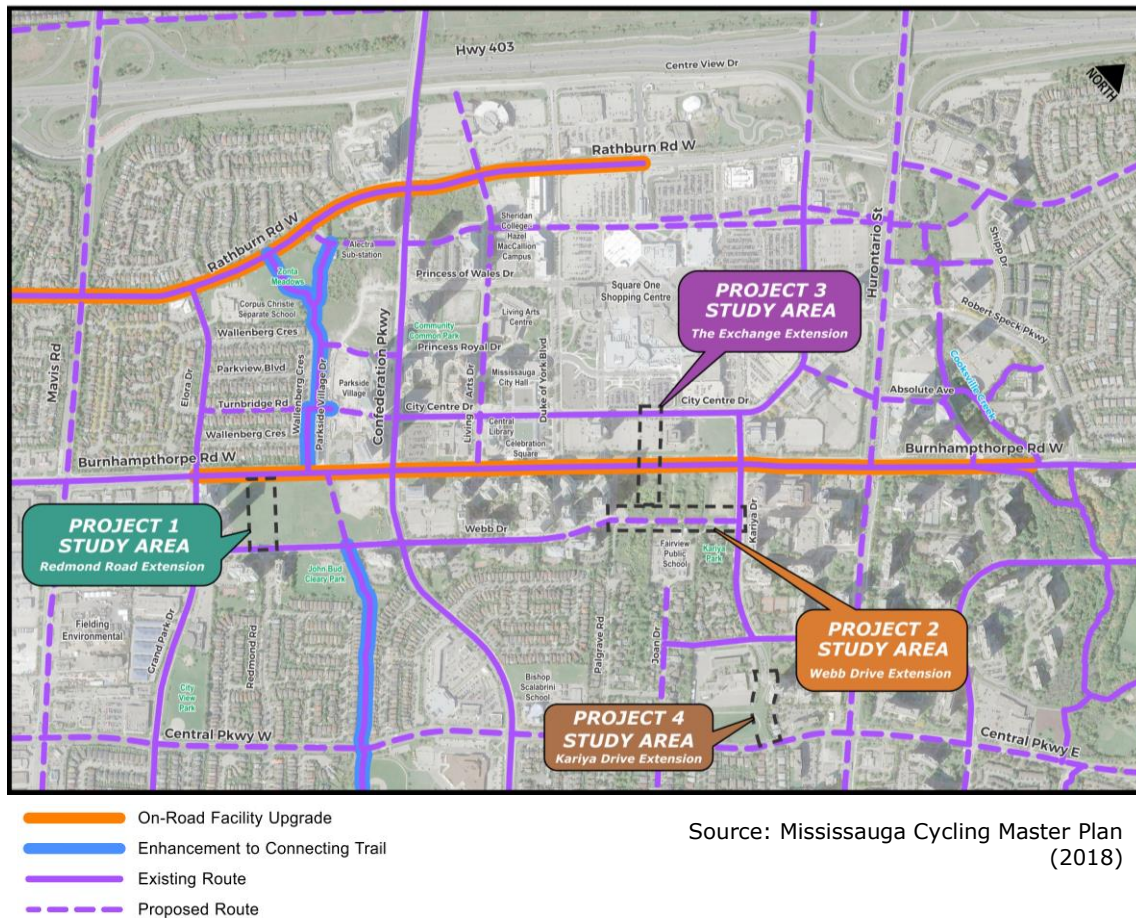 Hwy 403
Centre View Dr
NORTH
Rathburn Rd W
Rathburn Rd W
Mavis Rd
Confederation Pkwy
Hurontario St
Shipp Dr
Robert Speck Pkwy
Cooksville Creek
Absolute Ave
Alectra
Sub-station
Sheridan
College,
Hazel
MacCallion
Campus
Princess of Wales Dr
Square One
Shopping Centre
PROJECT 3
STUDY AREA
The Exchange Extension
Zonta
Meadows
Corpus Christie
Separate School
Wallenberg Cres
Parkview Blvd
Turnbridge Rd
Wallenberg Cres
Elora Dr
Wallenberg Cres
Parkside Village Dr
Parkside
Village
Community
Common Park
Princess Royal Dr
Living Arts
Centre
Mississauga
City Hall
Duke of York Blvd
Living Arts Dr
City Centre Dr
City Centre Dr
Central
Library
Celebration
Square
Burnhampthorpe Rd W
Burnhampthorpe Rd W
PROJECT 1
STUDY AREA
Redmond Road Extension
Webb Dr
Kariya Dr
Fairview
Public
School
Kariya
Park
John Bud
Cleary Park
Fielding
Environmental
Grand Park Dr
Redmond Rd
City
View
Park
Palgrave Rd
Joan Dr
Bishop
Scalabrini
School
PROJECT 2
STUDY AREA
Webb Drive Extension
PROJECT 4
STUDY AREA
Kariya Drive Extension
Central Pkwy W
Central Pkwy E
On-Road Facility Upgrade
Enhancement to Connecting Trail
Existing Route
Proposed Route
Source: Mississauga Cycling Master Plan
(2018)